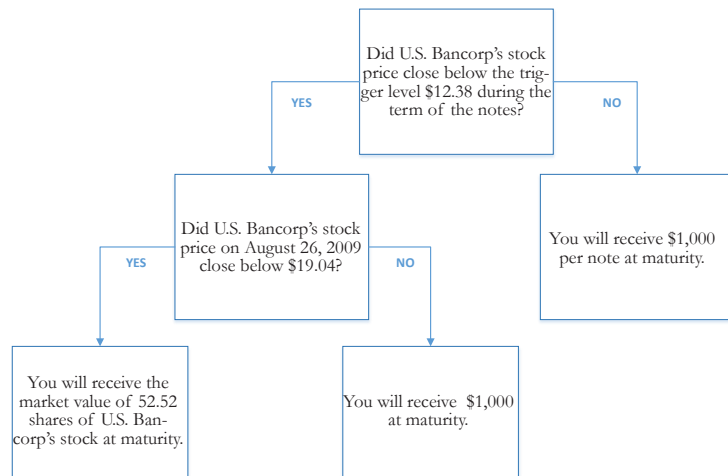 Did U.S. Bancorp's stock
price close below the trig-
ger level $12.38 during the
term of the notes?
YES
NO
Did U.S. Bancorp's stock
price on August 26, 2009
close below $19.04?
You will receive $1,000
per note at maturity.
YES
NO
You will receive the
market value of 52.52
shares of U.S. Ban-
corp's stock at maturity.
You will receive $1,000
at maturity.